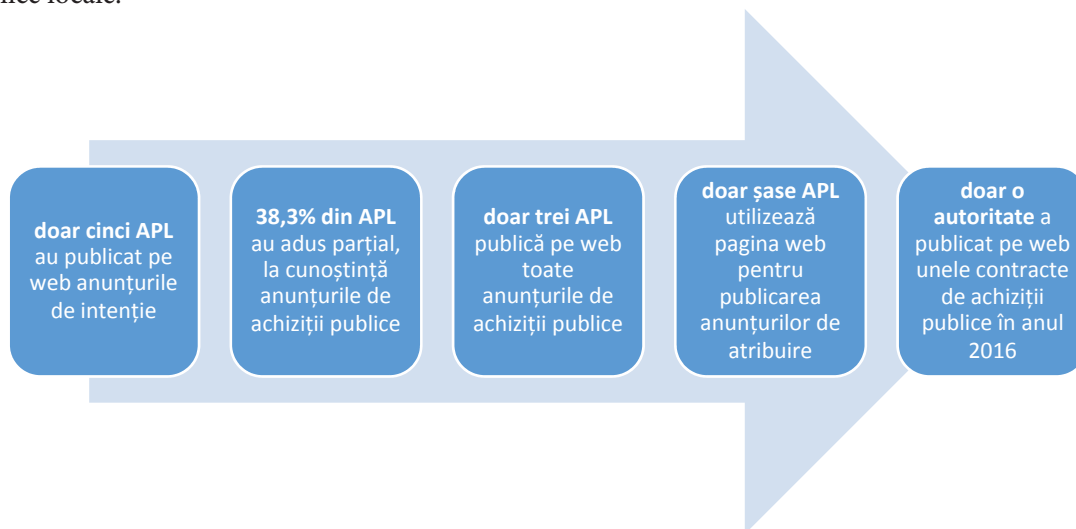 doar cinci APL
au publicat pe
web anunțurile
de intenție
38,3% din APL
au adus parțial,
la cunoștință
anunțurile de
achiziții publice
doar trei APL
publică pe web
toate
anunțurile de
achiziții publice
doar șase APL
utilizează
pagina web
pentru
publicarea
anunțurilor de
atribuire
doar o
autoritate a
publicat pe web
unele contracte
de achiziții
publice în anul
2016